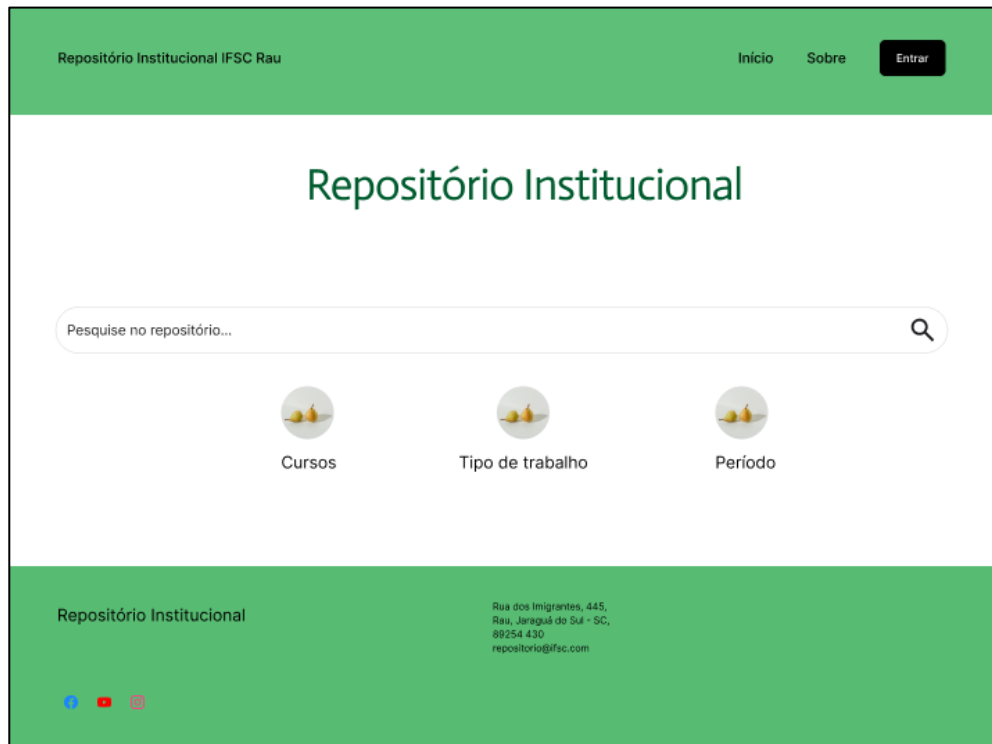 Repositório Institucional IFSC Rau
Início
Sobre
Entrar
Repositório Institucional
Pesquise no repositório...
Cursos
Tipo de trabalho
Período
Repositório Institucional
Rua dos Imigrantes, 445,
Rau, Jaraguá do Sul - SC,
89254 430
repositorio@ifsc.com